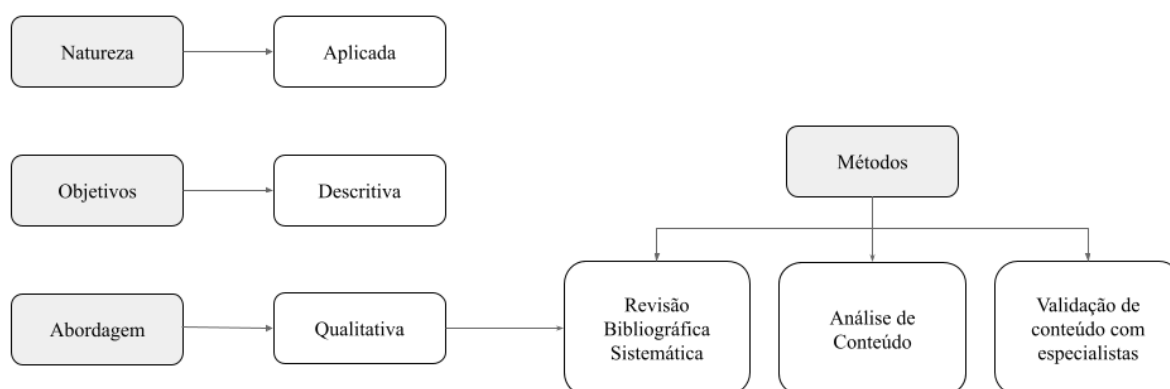 Natureza
Aplicada
Objetivos
Descritiva
Métodos
Abordagem
Qualitativa
Revisão
Bibliográfica
Sistemática
Análise de
Conteúdo
Validação de
conteúdo com
especialistas